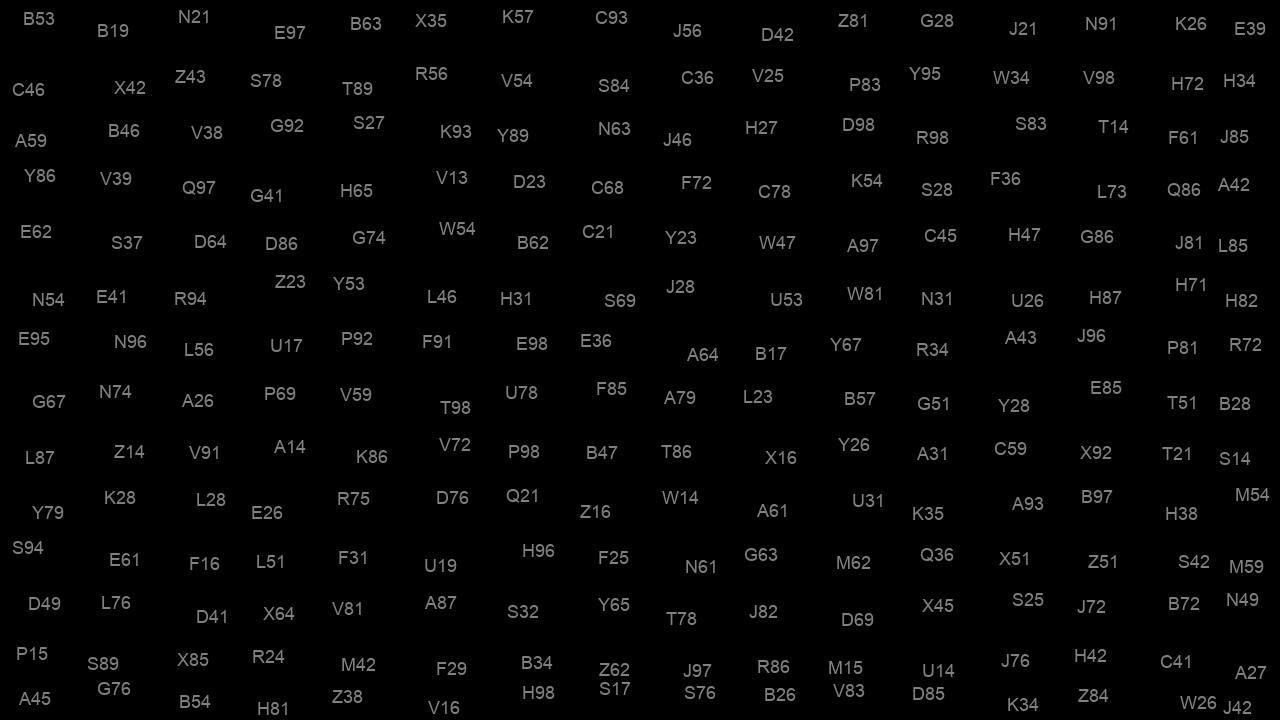 B53 B19 N21 E97 B63 X35 K57 C93 J56 D42 Z81 G28 J21 N91 K26 E39
C46 X42 Z43 S78 T89 R56 V54 S84 C36 V25 P83 Y95 W34 V98 H72 H34
A59 B46 V38 G92 S27 K93 Y89 N63 J46 H27 D98 R98 S83 T14 F61 J85
Y86 V39 Q97 G41 H65 V13 D23 C68 F72 C78 K54 S28 F36 L73 Q86 A42
E62 S37 D64 D86 G74 W54 B62 C21 Y23 W47 A97 C45 H47 G86 J81 L85
N54 E41 R94 Z23 Y53 L46 H31 S69 J28 U53 W81 N31 U26 H87 H71 H82
E95 N96 L56 U17 P92 F91 E98 E36 A64 B17 Y67 R34 A43 J96 P81 R72
G67 N74 A26 P69 V59 T98 U78 F85 A79 L23 B57 G51 Y28 E85 T51 B28
L87 Z14 V91 A14 K86 V72 P98 B47 T86 X16 Y26 A31 C59 X92 T21 S14
Y79 K28 L28 E26 R75 D76 Q21 Z16 W14 A61 U31 K35 A93 B97 H38 M54
S94 E61 F16 L51 F31 U19 H96 F25 N61 G63 M62 Q36 X51 Z51 S42 M59
D49 L76 D41 X64 V81 A87 S32 Y65 T78 J82 D69 X45 S25 J72 B72 N49
P15 S89 X85 R24 M42 F29 B34 Z62 J97 R86 M15 U14 J76 H42 C41 A27
A45 G76 B54 H81 Z38 V16 H98 S17 S76 B26 V83 D85 K34 Z84 W26 J42